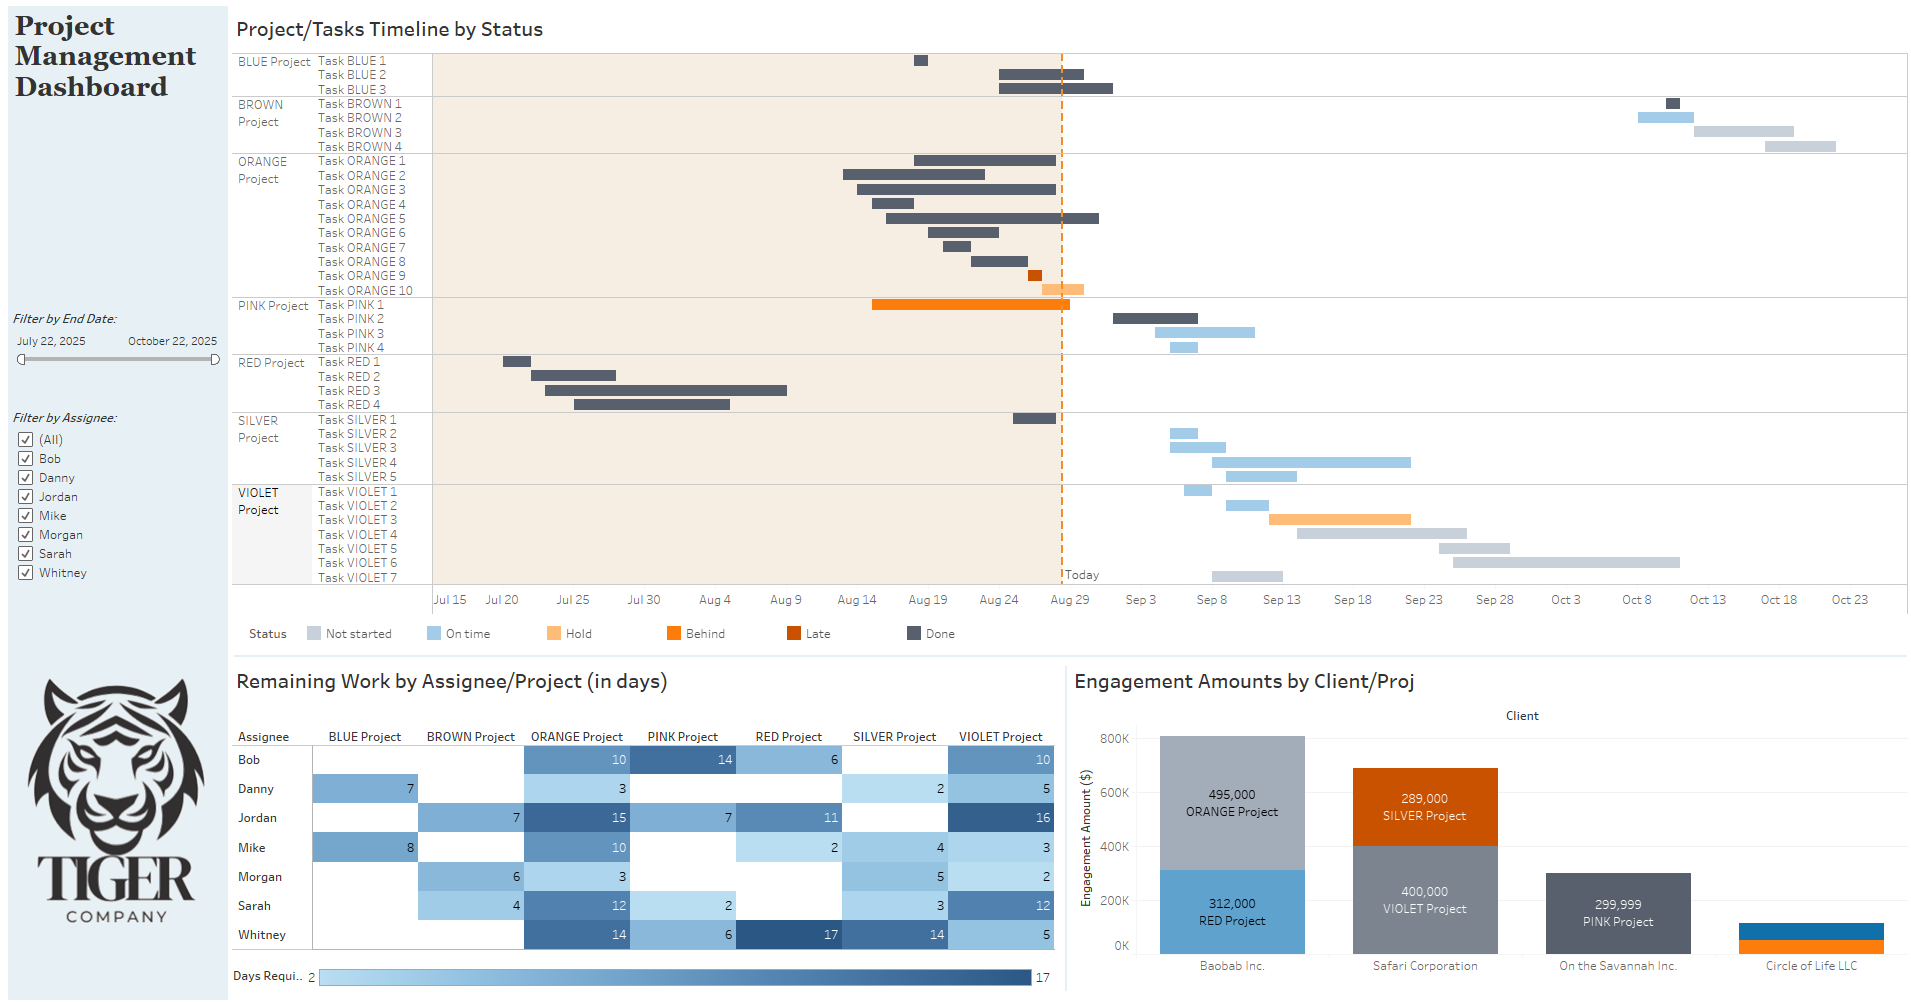 Project
Management
Dashboard
Filter by End Date:
July 22, 2025 October 22, 2025
Filter by Assignee:
(All)
Bob
Danny
Jordan
Mike
Morgan
Sarah
Whitney
TIGER
COMPANY
Project/Tasks Timeline by Status
BLUE Project Task BLUE 1
Task BLUE 2
Task BLUE 3
BROWN Project Task BROWN 1
Task BROWN 2
Task BROWN 3
Task BROWN 4
ORANGE Project Task ORANGE 1
Task ORANGE 2
Task ORANGE 3
Task ORANGE 4
Task ORANGE 5
Task ORANGE 6
Task ORANGE 7
Task ORANGE 8
Task ORANGE 9
Task ORANGE 10
PINK Project Task PINK 1
Task PINK 2
Task PINK 3
Task PINK 4
RED Project Task RED 1
Task RED 2
Task RED 3
Task RED 4
SILVER Project Task SILVER 1
Task SILVER 2
Task SILVER 3
Task SILVER 4
Task SILVER 5
VIOLET Project Task VIOLET 1
Task VIOLET 2
Task VIOLET 3
Task VIOLET 4
Task VIOLET 5
Task VIOLET 6
Task VIOLET 7
Today
Jul 15 Jul 20 Jul 25 Jul 30 Aug 4 Aug 9 Aug 14 Aug 19 Aug 24 Aug 29 Sep 3 Sep 8 Sep 13 Sep 18 Sep 23 Sep 28 Oct 3 Oct 8 Oct 13 Oct 18 Oct 23
Status Not started On time Hold Behind Late Done
Remaining Work by Assignee/Project (in days)
Assignee BLUE Project BROWN Project ORANGE Project PINK Project RED Project SILVER Project VIOLET Project
Bob 10 14 6 10
Danny 7 3 2 5
Jordan 7 15 7 11 16
Mike 8 10 2 4 3
Morgan 6 3 5 2
Sarah 4 12 2 3 12
Whitney 14 6 17 14 5
Days Requi.. 2 17
Engagement Amounts by Client/Proj
Client
Engagement Amount ($)
800K
600K
400K
200K
0K
495,000
ORANGE Project
312,000
RED Project
289,000
SILVER Project
400,000
VIOLET Project
299,999
PINK Project
Baobab Inc. Safari Corporation On the Savannah Inc. Circle of Life LLC